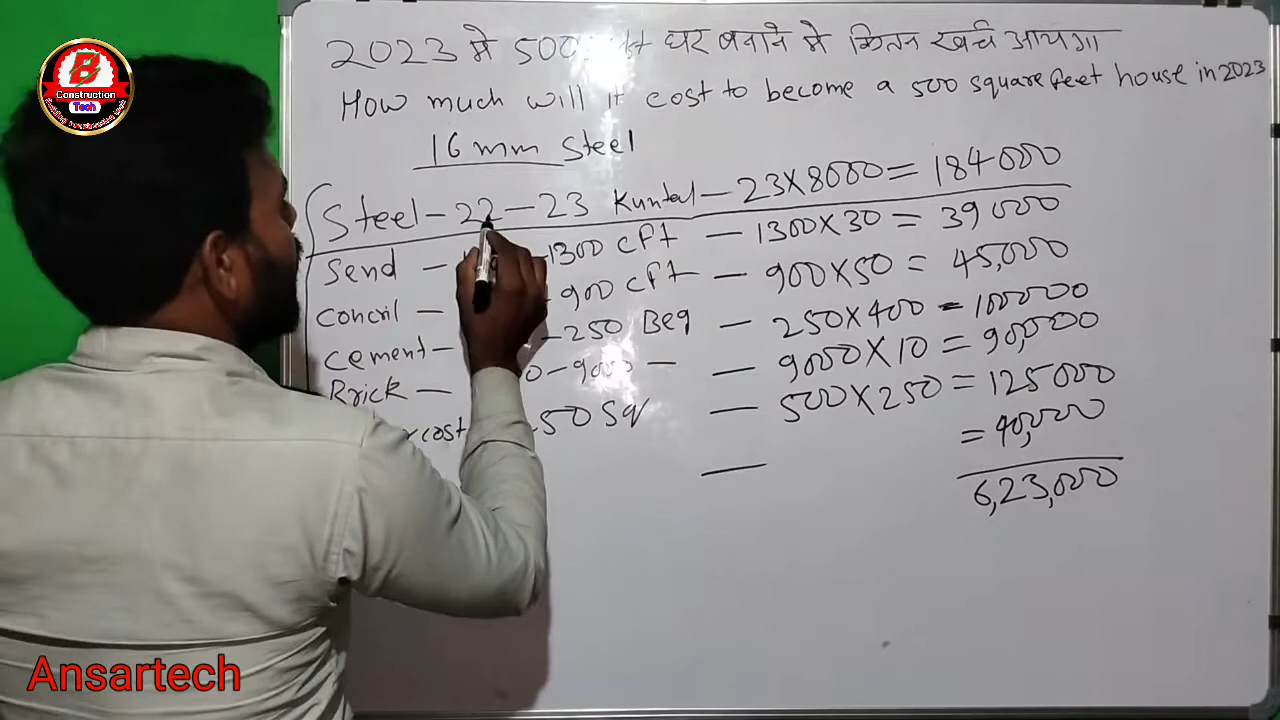 B
Construction
Tech
2023 मे 500 घर बनाने मे कितन खर्च आयगा
How much will it cost to become a 500 square feet house in 2023
16 mm Steel
Steel - 22 - 23 Kuntal - 23X8000 = 184000
Send - 1300 cft - 1300X30 = 39000
Concril - 900 cft - 900X50 = 45,000
Cement - 250 Beg - 250X400 = 100000
Brick - 0-9000 - - 9000X10 = 90,000
cost 50 Sq - 500X250 = 125000
= 40,000
6,23,000
Ansartech